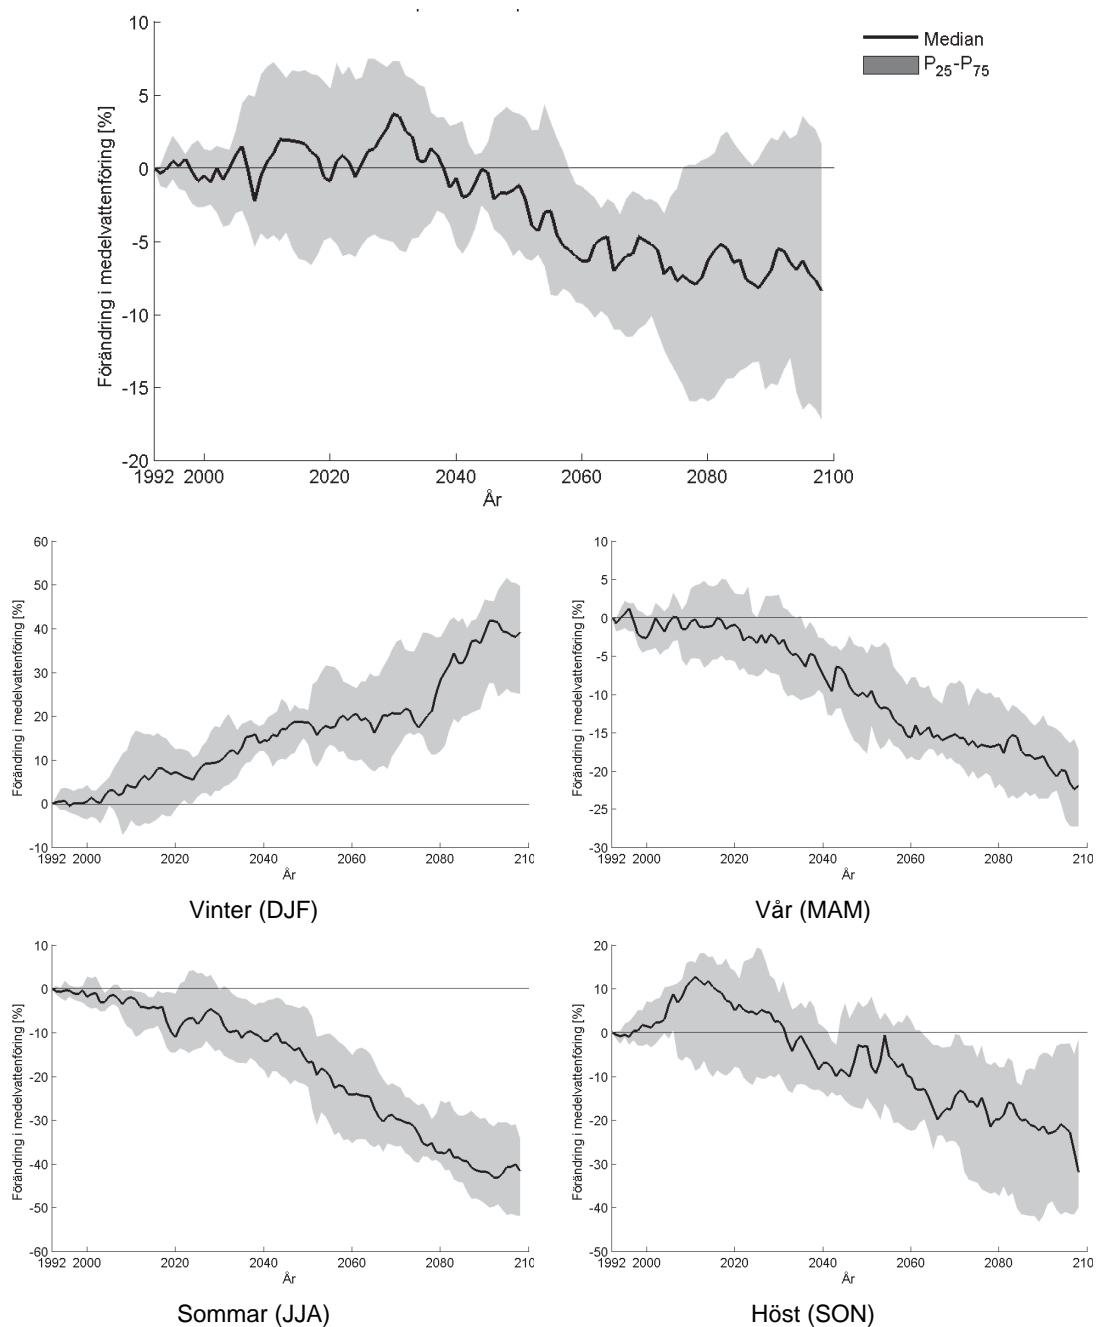 Median
P25-P75
Förändring i medelvattenföring [%]
10
5
0
-5
-10
-15
-20
1992 2000 2020 2040 2060 2080 2100
År
Förändring i medelvattenföring [%]
60
50
40
30
20
10
0
-10
1992 2000 2020 2040 2060 2080 210
År
Vinter (DJF)
Förändring i medelvattenföring [%]
10
5
0
-5
-10
-15
-20
-25
-30
1992 2000 2020 2040 2060 2080 210
År
Vår (MAM)
Förändring i medelvattenföring [%]
10
0
-10
-20
-30
-40
-50
-60
1992 2000 2020 2040 2060 2080 210
År
Sommar (JJA)
Förändring i medelvattenföring [%]
20
10
0
-10
-20
-30
-40
-50
1992 2000 2020 2040 2060 2080 210
År
Höst (SON)